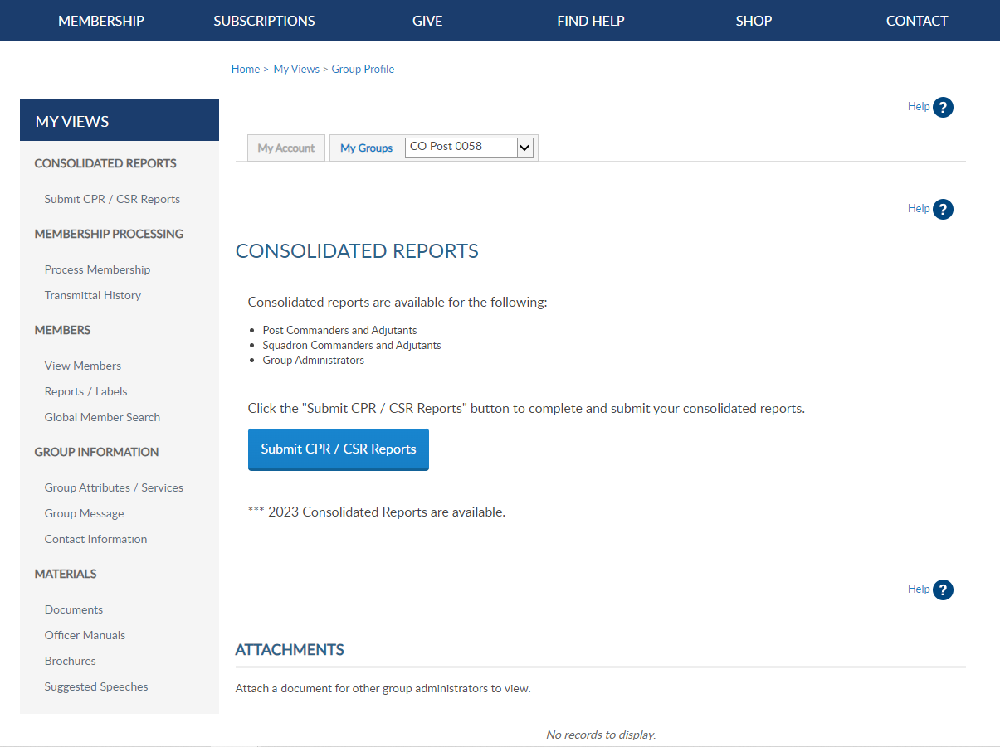 MEMBERSHIP SUBSCRIPTIONS GIVE FIND HELP SHOP CONTACT
Home > My Views > Group Profile
MY VIEWS
CONSOLIDATED REPORTS
Submit CPR / CSR Reports
MEMBERSHIP PROCESSING
Process Membership
Transmittal History
MEMBERS
View Members
Reports / Labels
Global Member Search
GROUP INFORMATION
Group Attributes / Services
Group Message
Contact Information
MATERIALS
Documents
Officer Manuals
Brochures
Suggested Speeches
Help ?
My Account My Groups CO Post 0058
Help ?
CONSOLIDATED REPORTS
Consolidated reports are available for the following:
• Post Commanders and Adjutants
• Squadron Commanders and Adjutants
• Group Administrators
Click the "Submit CPR / CSR Reports" button to complete and submit your consolidated reports.
Submit CPR / CSR Reports
*** 2023 Consolidated Reports are available.
Help ?
ATTACHMENTS
Attach a document for other group administrators to view.
No records to display.